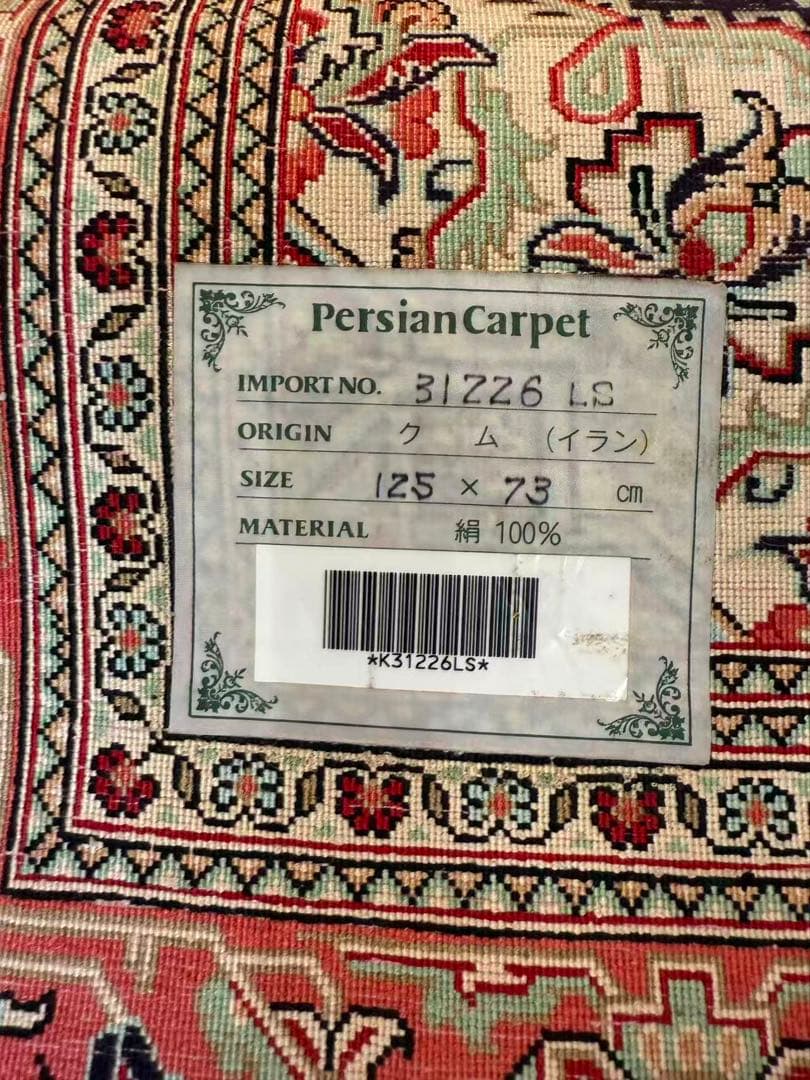 Persian Carpet
IMPORT NO. 31226 LS
ORIGIN ク ム (イラン)
SIZE 125 × 73 cm
MATERIAL 絹 100%
*K31226LS*